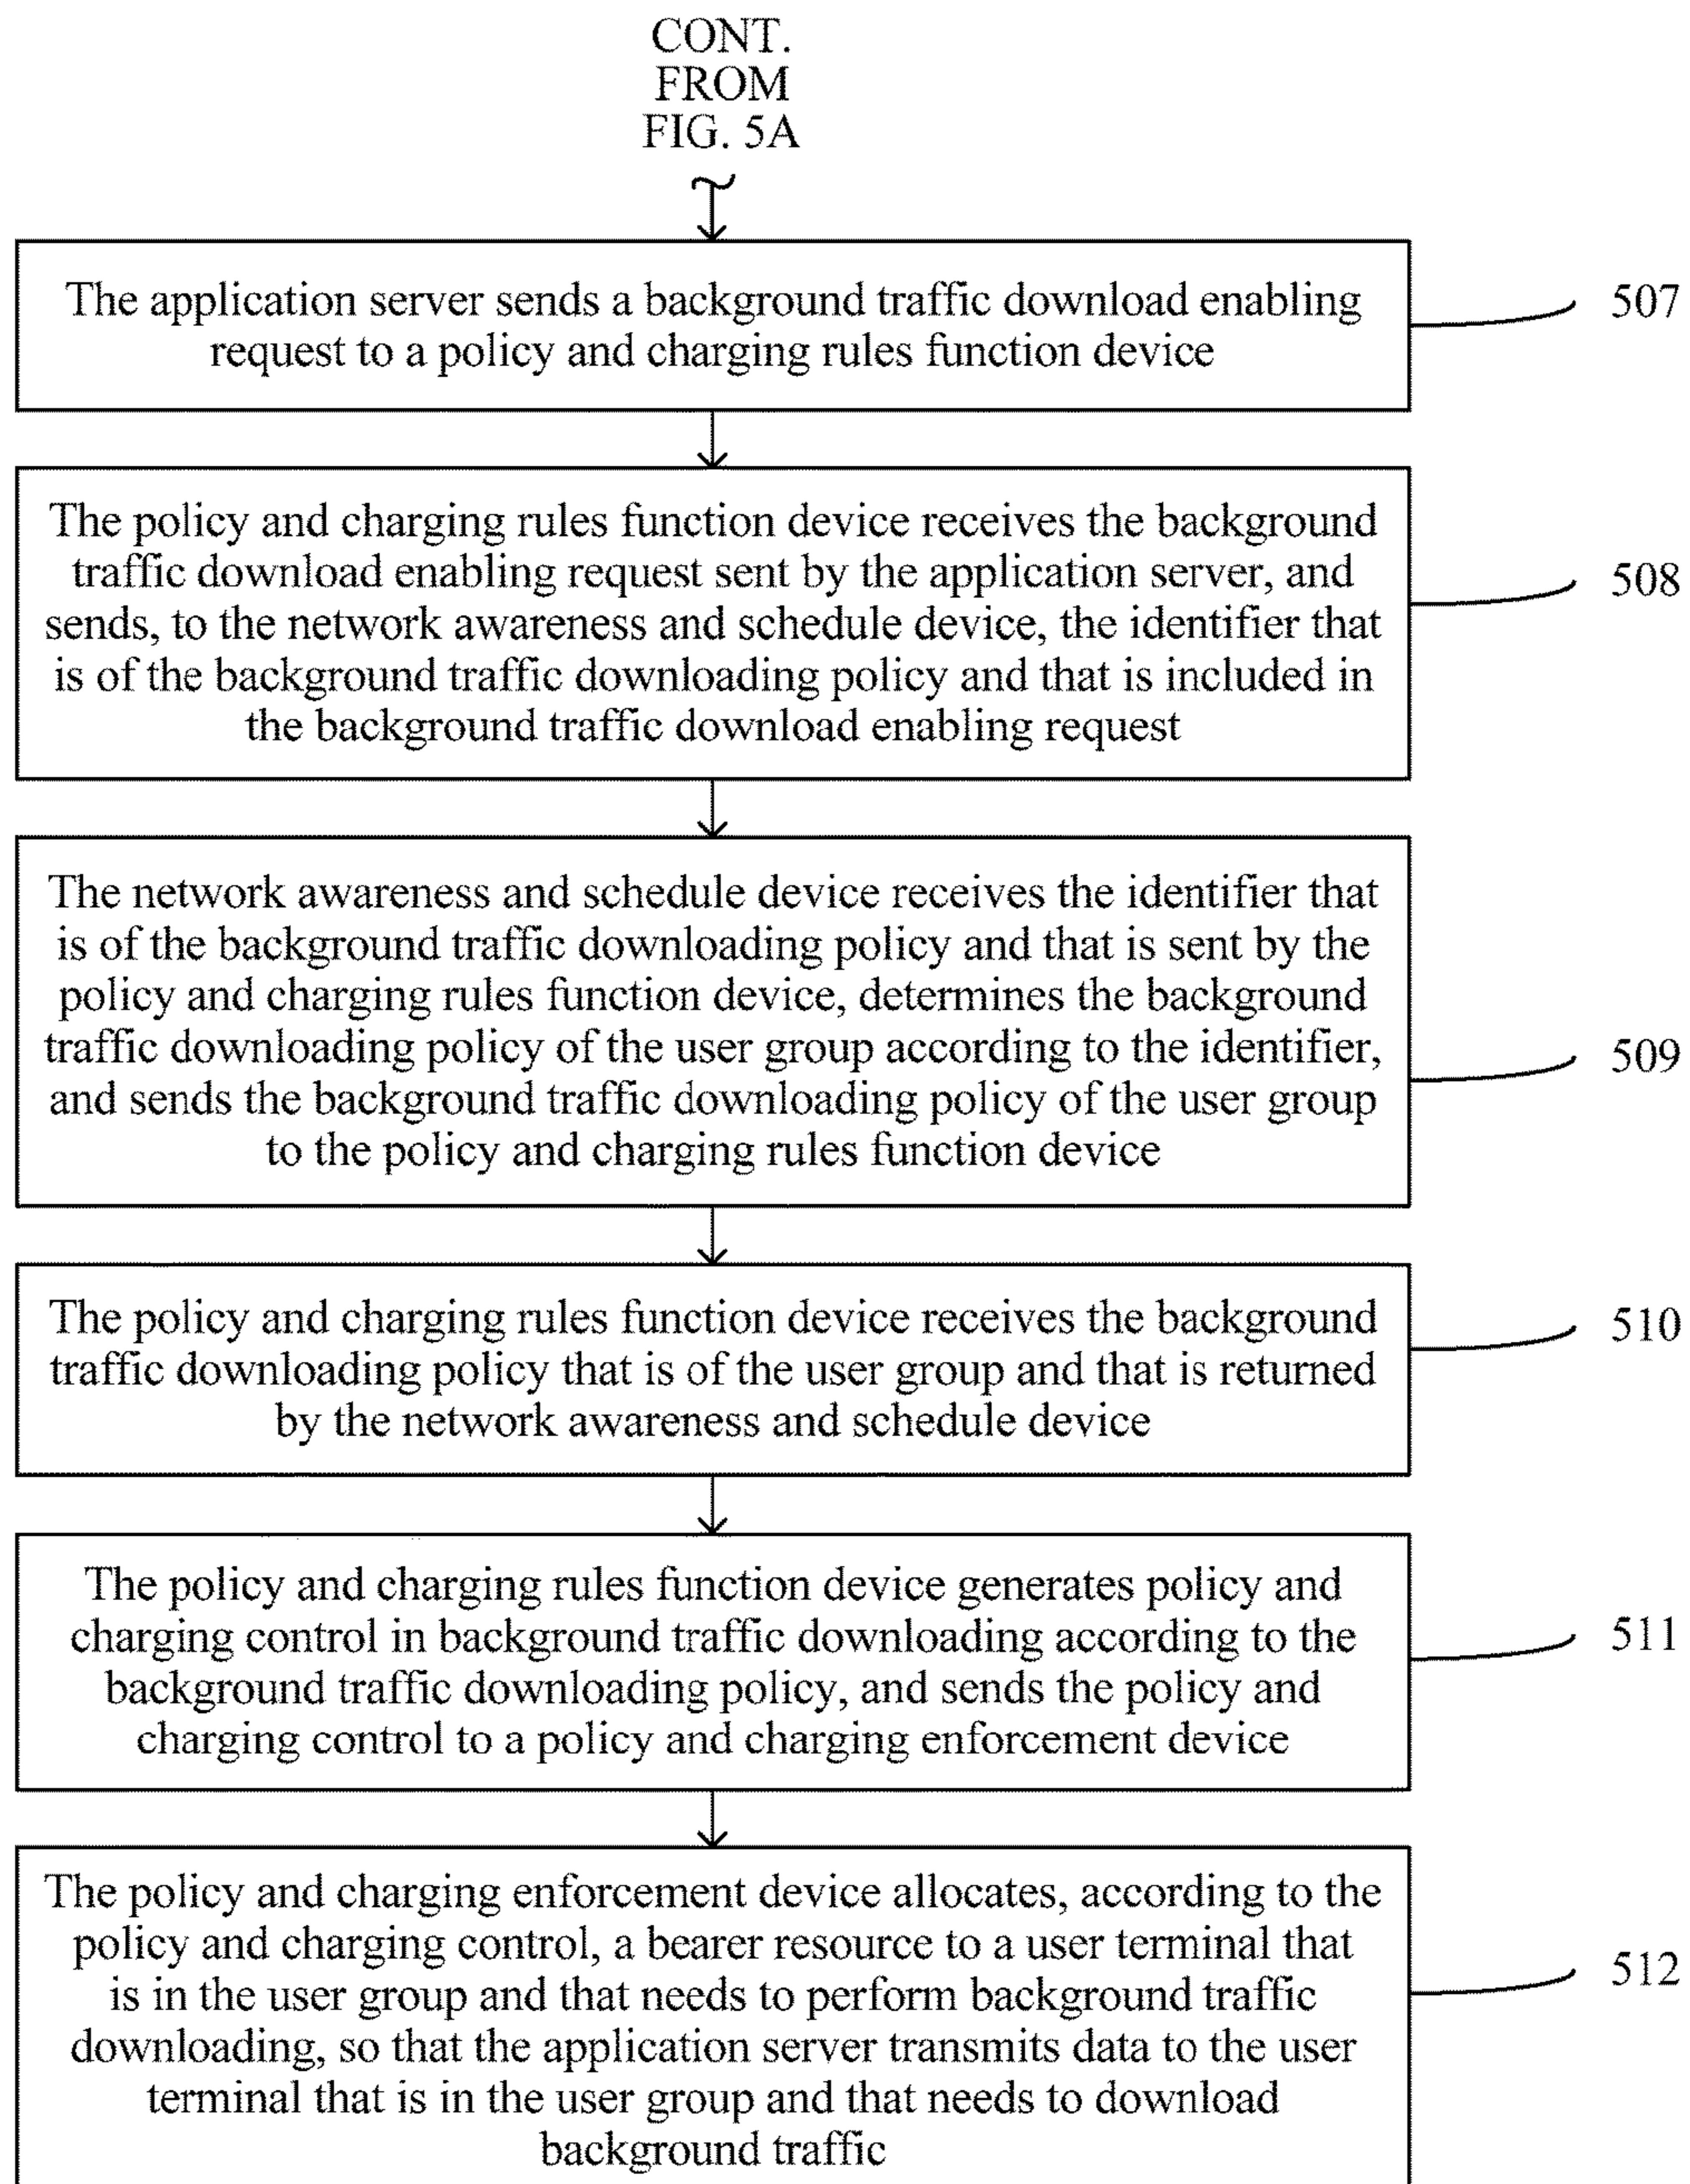 CONT.
FROM
FIG. 5A
The application server sends a background traffic download enabling
request to a policy and charging rules function device
507
The policy and charging rules function device receives the background
traffic download enabling request sent by the application server, and
sends, to the network awareness and schedule device, the identifier that
is of the background traffic downloading policy and that is included in
the background traffic download enabling request
508
The network awareness and schedule device receives the identifier that
is of the background traffic downloading policy and that is sent by the
policy and charging rules function device, determines the background
traffic downloading policy of the user group according to the identifier,
and sends the background traffic downloading policy of the user group
to the policy and charging rules function device
509
The policy and charging rules function device receives the background
traffic downloading policy that is of the user group and that is returned
by the network awareness and schedule device
510
The policy and charging rules function device generates policy and
charging control in background traffic downloading according to the
background traffic downloading policy, and sends the policy and
charging control to a policy and charging enforcement device
511
The policy and charging enforcement device allocates, according to the
policy and charging control, a bearer resource to a user terminal that
is in the user group and that needs to perform background traffic
downloading, so that the application server transmits data to the user
terminal that is in the user group and that needs to download
background traffic
512